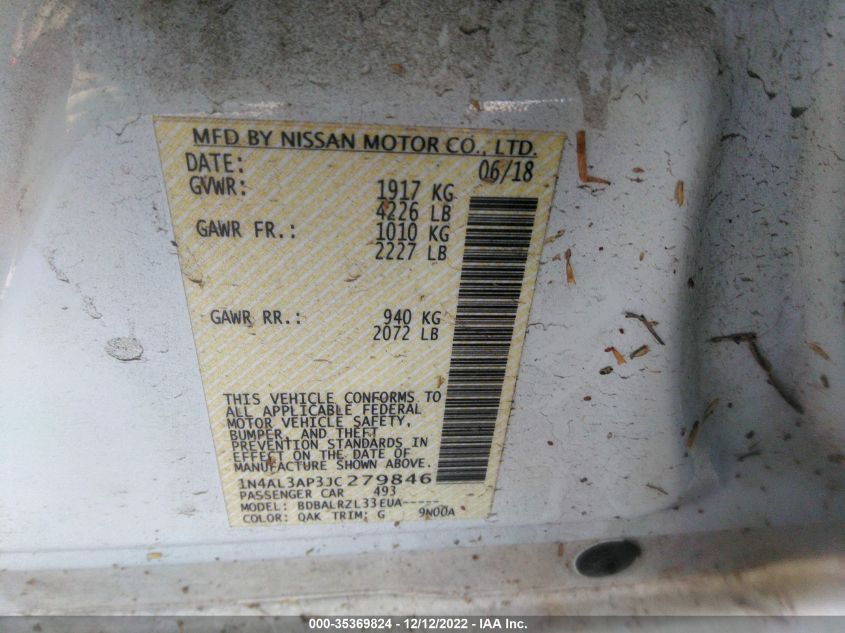 MFD BY NISSAN MOTOR CO., LTD.
DATE: 06/18
GVWR: 1917 KG
4226 LB
GAWR FR.: 1010 KG
2227 LB
GAWR RR.: 940 KG
2072 LB
THIS VEHICLE CONFORMS TO
ALL APPLICABLE FEDERAL
MOTOR VEHICLE SAFETY,
BUMPER, AND THEFT
PREVENTION STANDARDS IN
EFFECT ON THE DATE OF
MANUFACTURE SHOWN ABOVE.
1N4AL3AP3JC279846
PASSENGER CAR 493
MODEL: BDBALRZL33EUA-----
COLOR: QAK TRIM: G 9N00A
000-35369824 - 12/12/2022 - IAA Inc.